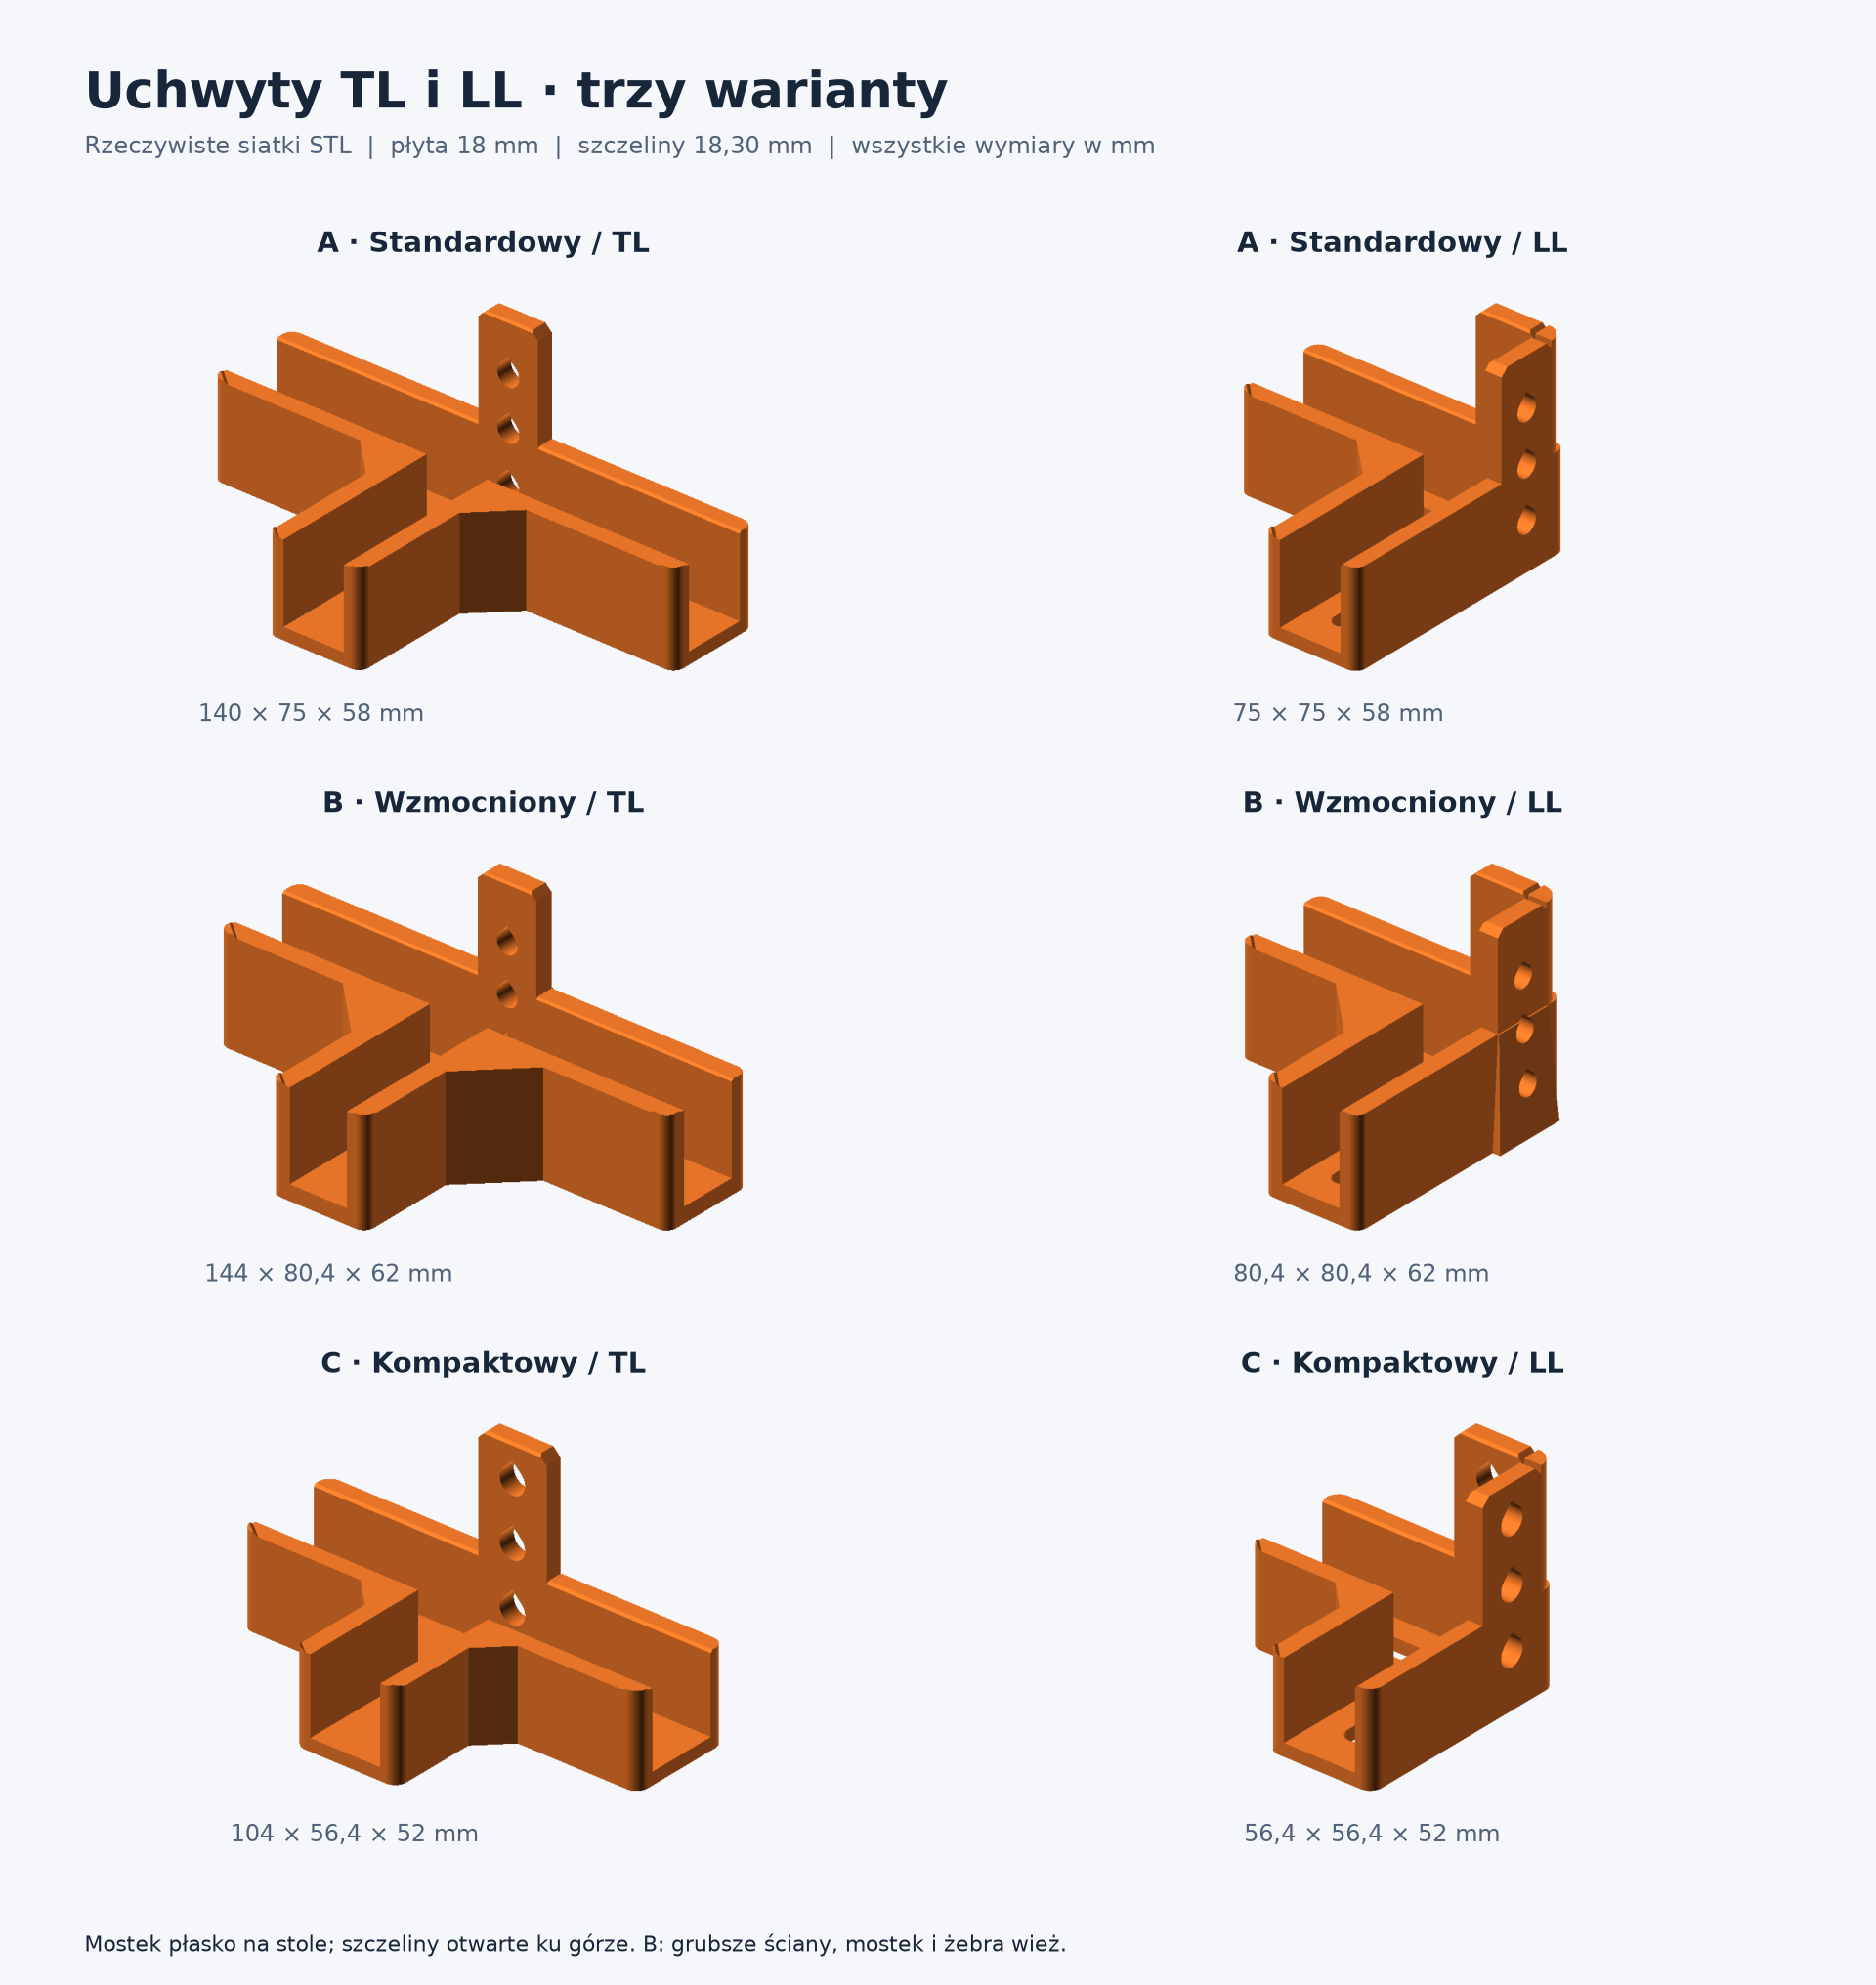 Uchwyty TL i LL · trzy warianty
Rzeczywiste siatki STL | płyta 18 mm | szczeliny 18,30 mm | wszystkie wymiary w mm
A · Standardowy / TL
A · Standardowy / LL
140 × 75 × 58 mm
75 × 75 × 58 mm
B · Wzmocniony / TL
B · Wzmocniony / LL
144 × 80,4 × 62 mm
80,4 × 80,4 × 62 mm
C · Kompaktowy / TL
C · Kompaktowy / LL
104 × 56,4 × 52 mm
56,4 × 56,4 × 52 mm
Mostek płasko na stole; szczeliny otwarte ku górze. B: grubsze ściany, mostek i żebra wież.